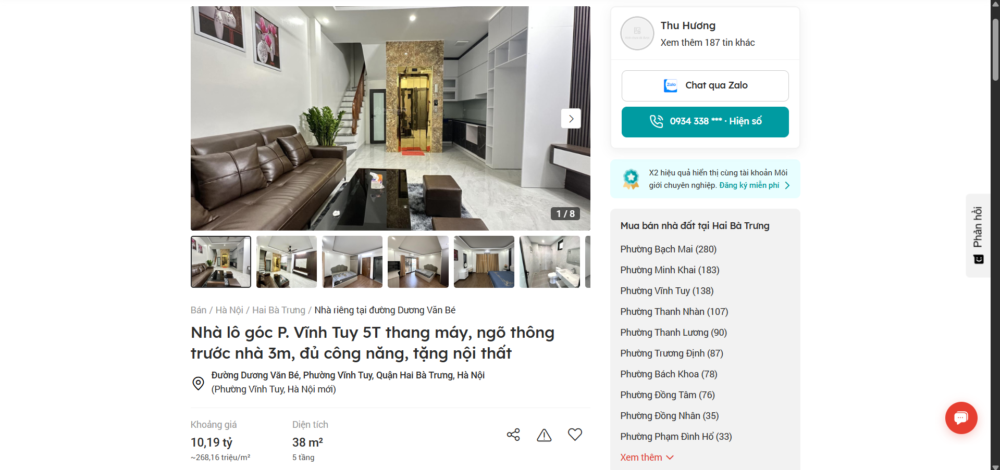 1 / 8
Bán / Hà Nội / Hai Bà Trưng / Nhà riêng tại đường Dương Văn Bé
Nhà lô góc P. Vĩnh Tuy 5T thang máy, ngõ thông
trước nhà 3m, đủ công năng, tặng nội thất
Đường Dương Văn Bé, Phường Vĩnh Tuy, Quận Hai Bà Trưng, Hà Nội
(Phường Vĩnh Tuy, Hà Nội mới)
Khoảng giá
10,19 tỷ
~268,16 triệu/m²
Diện tích
38 m²
5 tầng
Thu Hương
Xem thêm 187 tin khác
Zalo
Chat qua Zalo
0934 338 *** · Hiện số
X2 hiệu quả hiển thị cùng tài khoản Môi
giới chuyên nghiệp. Đăng ký miễn phí
Mua bán nhà đất tại Hai Bà Trưng
Phường Bạch Mai (280)
Phường Minh Khai (183)
Phường Vĩnh Tuy (138)
Phường Thanh Nhàn (107)
Phường Thanh Lương (90)
Phường Trương Định (87)
Phường Bách Khoa (78)
Phường Đồng Tâm (76)
Phường Đồng Nhân (35)
Phường Phạm Đình Hổ (33)
Xem thêm
Phản hồi